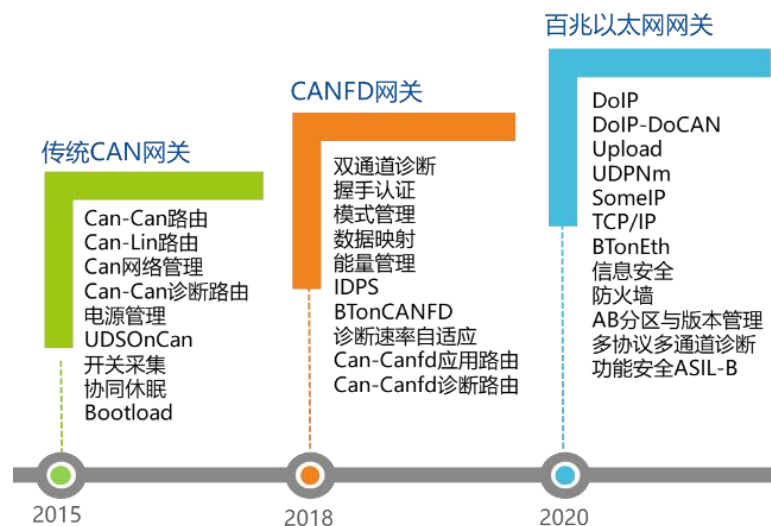 传统CAN网关
Can-Can路由
Can-Lin路由
Can网络管理
Can-Can诊断路由
电源管理
UDSOnCan
开关采集
协同休眠
Bootload
2015
CANFD网关
双通道诊断
握手认证
模式管理
数据映射
能量管理
IDPS
BTonCANFD
诊断速率自适应
Can-Canfd应用路由
Can-Canfd诊断路由
2018
百兆以太网网关
DoIP
DoIP-DoCAN
Upload
UDPNm
SomeIP
TCP/IP
BTonEth
信息安全
防火墙
AB分区与版本管理
多协议多通道诊断
功能安全ASIL-B
2020